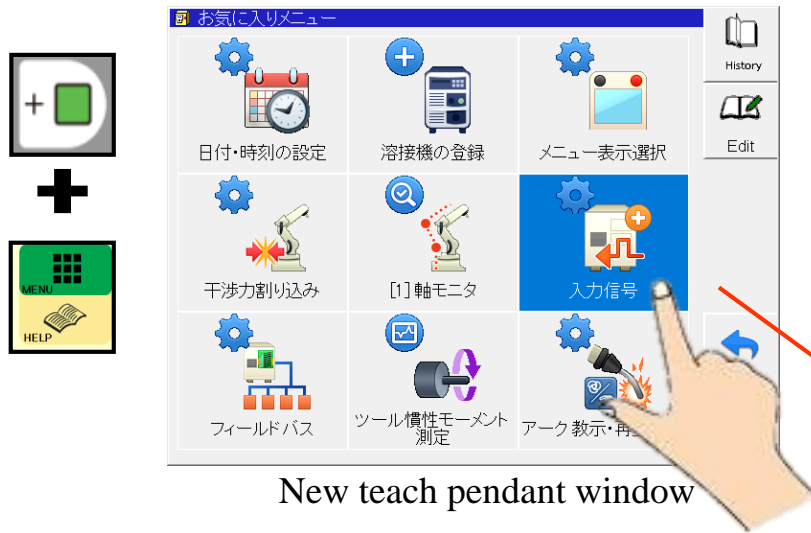 お気に入りメニュー
History
Edit
日付・時刻の設定
溶接機の登録
メニュー表示選択
干渉力割り込み
[1]軸モニタ
入力信号
フィールドバス
ツール慣性モーメント
測定
アーク教示・再
+
MENU
HELP
New teach pendant window